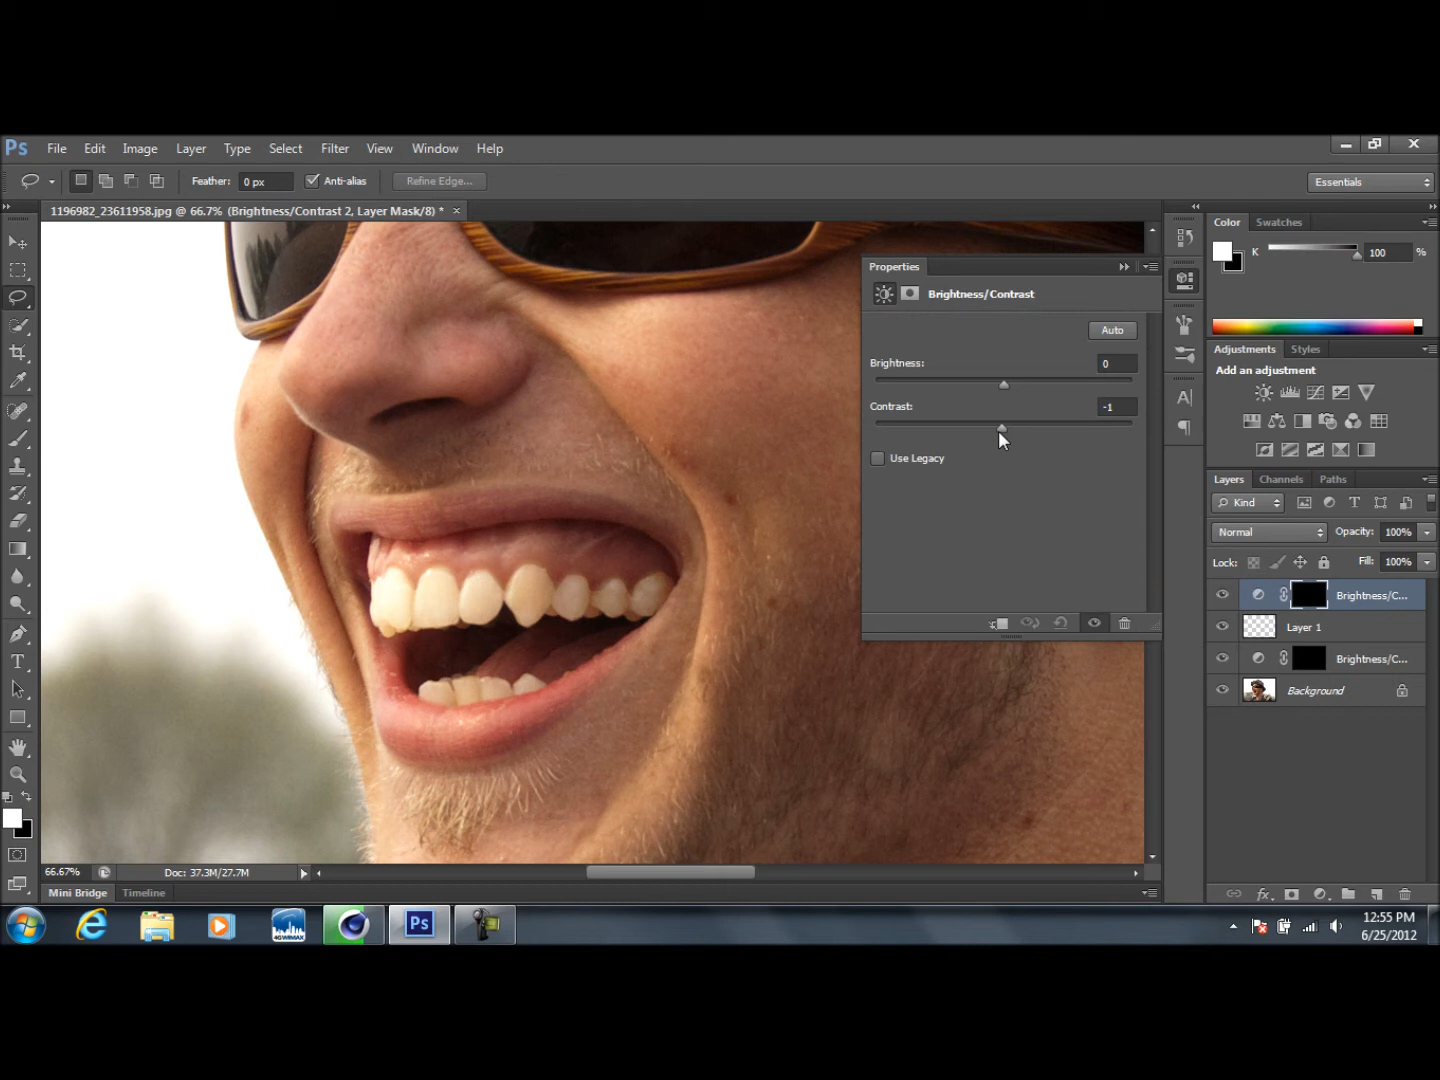 Ps File Edit Image Layer Type Select Filter View Window Help
Feather: 0 px Anti-alias Refine Edge... Essentials
1196982_23611958.jpg @ 66.7% (Brightness/Contrast 2, Layer Mask/8) * ×
Properties
Brightness/Contrast
Auto
Brightness: 0
Contrast: -1
Use Legacy
Color Swatches
K 100 %
Adjustments Styles
Add an adjustment
Layers Channels Paths
Kind
Normal Opacity: 100%
Lock: Fill: 100%
Brightness/C...
Layer 1
Brightness/C...
Background
66.67% Doc: 37.3M/27.7M
Mini Bridge Timeline
4GWIMAX Ps
12:55 PM
6/25/2012